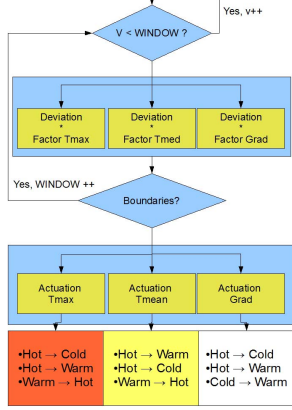 Yes, v++
V < WINDOW ?
Deviation
*
Factor Tmax
Deviation
*
Factor Tmed
Deviation
*
Factor Grad
Yes, WINDOW ++
Boundaries?
Actuation
Tmax
Actuation
Tmean
Actuation
Grad
•Hot → Cold
•Hot → Warm
•Warm → Hot
•Hot → Warm
•Hot → Cold
•Warm → Hot
•Hot → Cold
•Hot → Warm
•Cold → Warm